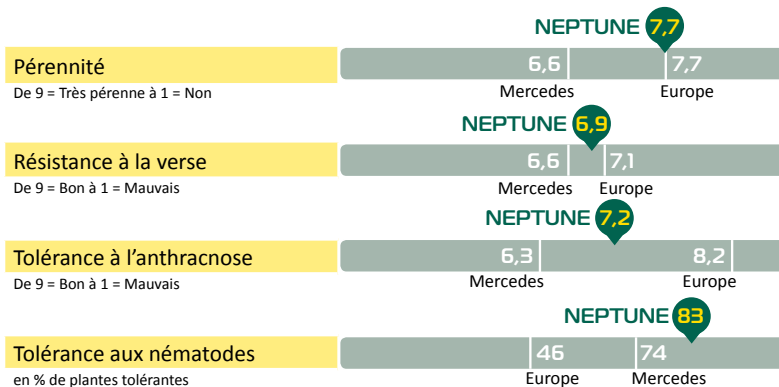 NEPTUNE 7,7
Pérennité
6,6 7,7
De 9 = Très pérenne à 1 = Non
Mercedes Europe
NEPTUNE 6,9
Résistance à la verse
6,6 7,1
De 9 = Bon à 1 = Mauvais
Mercedes Europe
NEPTUNE 7,2
Tolérance à l'anthracnose
6,3 8,2
De 9 = Bon à 1 = Mauvais
Mercedes Europe
NEPTUNE 83
Tolérance aux nématodes
46 74
en % de plantes tolérantes
Europe Mercedes